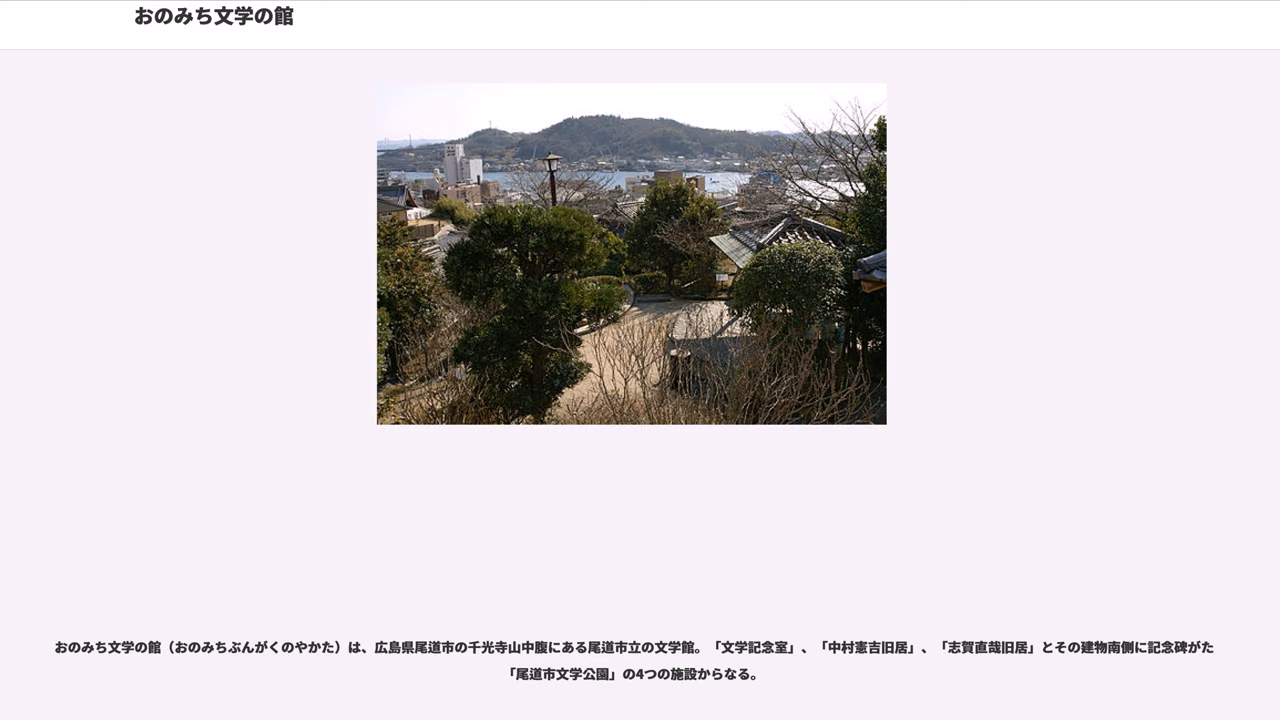 おのみち文学の館
おのみち文学の館（おのみちぶんがくのやかた）は、広島県尾道市の千光寺山中腹にある尾道市立の文学館。「文学記念室」、「中村憲吉旧居」、「志賀直哉旧居」とその建物南側に記念碑がた
「尾道市文学公園」の4つの施設からなる。